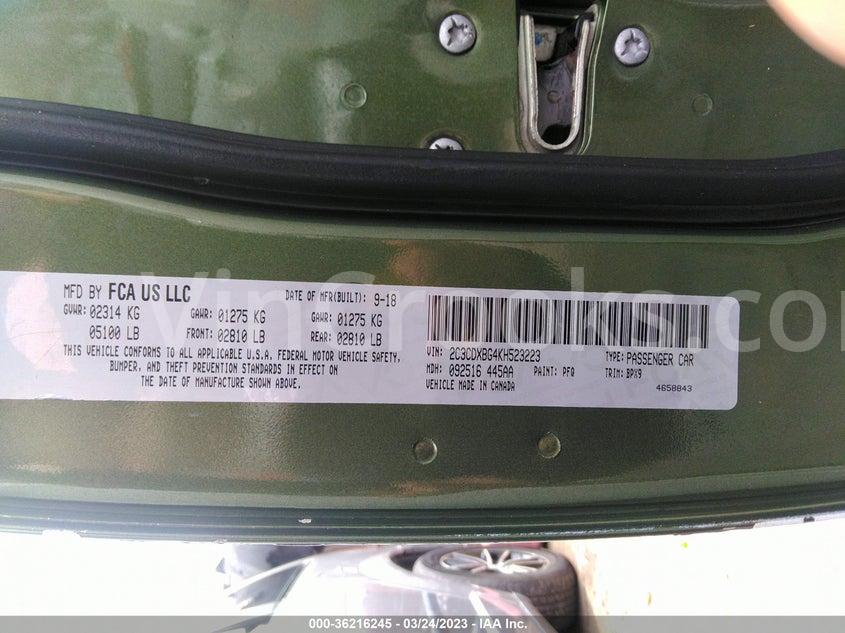 MFD BY FCA US LLC
DATE OF MFR(BUILT): 9-18
GVWR: 02314 KG GAWR: 01275 KG GAWR: 01275 KG
05100 LB FRONT: 02810 LB REAR: 02810 LB
THIS VEHICLE CONFORMS TO ALL APPLICABLE U.S.A. FEDERAL MOTOR VEHICLE SAFETY,
BUMPER, AND THEFT PREVENTION STANDARDS IN EFFECT ON
THE DATE OF MANUFACTURE SHOWN ABOVE.
VIN: 2C3CDXBG4KH523223 TYPE: PASSENGER CAR
MDH: 092516 445AA PAINT: PFQ TRIM: BPX9
VEHICLE MADE IN CANADA 4658843
VinCrooks.com
000-36216245 - 03/24/2023 - IAA Inc.